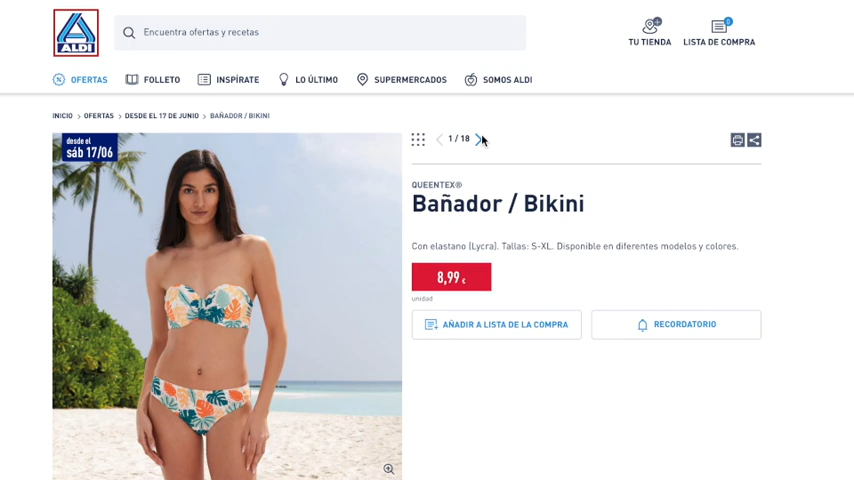 ALDI
Encuentra ofertas y recetas
TU TIENDA
0
LISTA DE COMPRA
OFERTAS
FOLLETO
INSPÍRATE
LO ÚLTIMO
SUPERMERCADOS
SOMOS ALDI
INICIO > OFERTAS > DESDE EL 17 DE JUNIO > BAÑADOR / BIKINI
desde el
sáb 17/06
1 / 18
QUEENTEX®
Bañador / Bikini
Con elastano (Lycra). Tallas: S-XL. Disponible en diferentes modelos y colores.
8,99 €
unidad
AÑADIR A LISTA DE LA COMPRA
RECORDATORIO